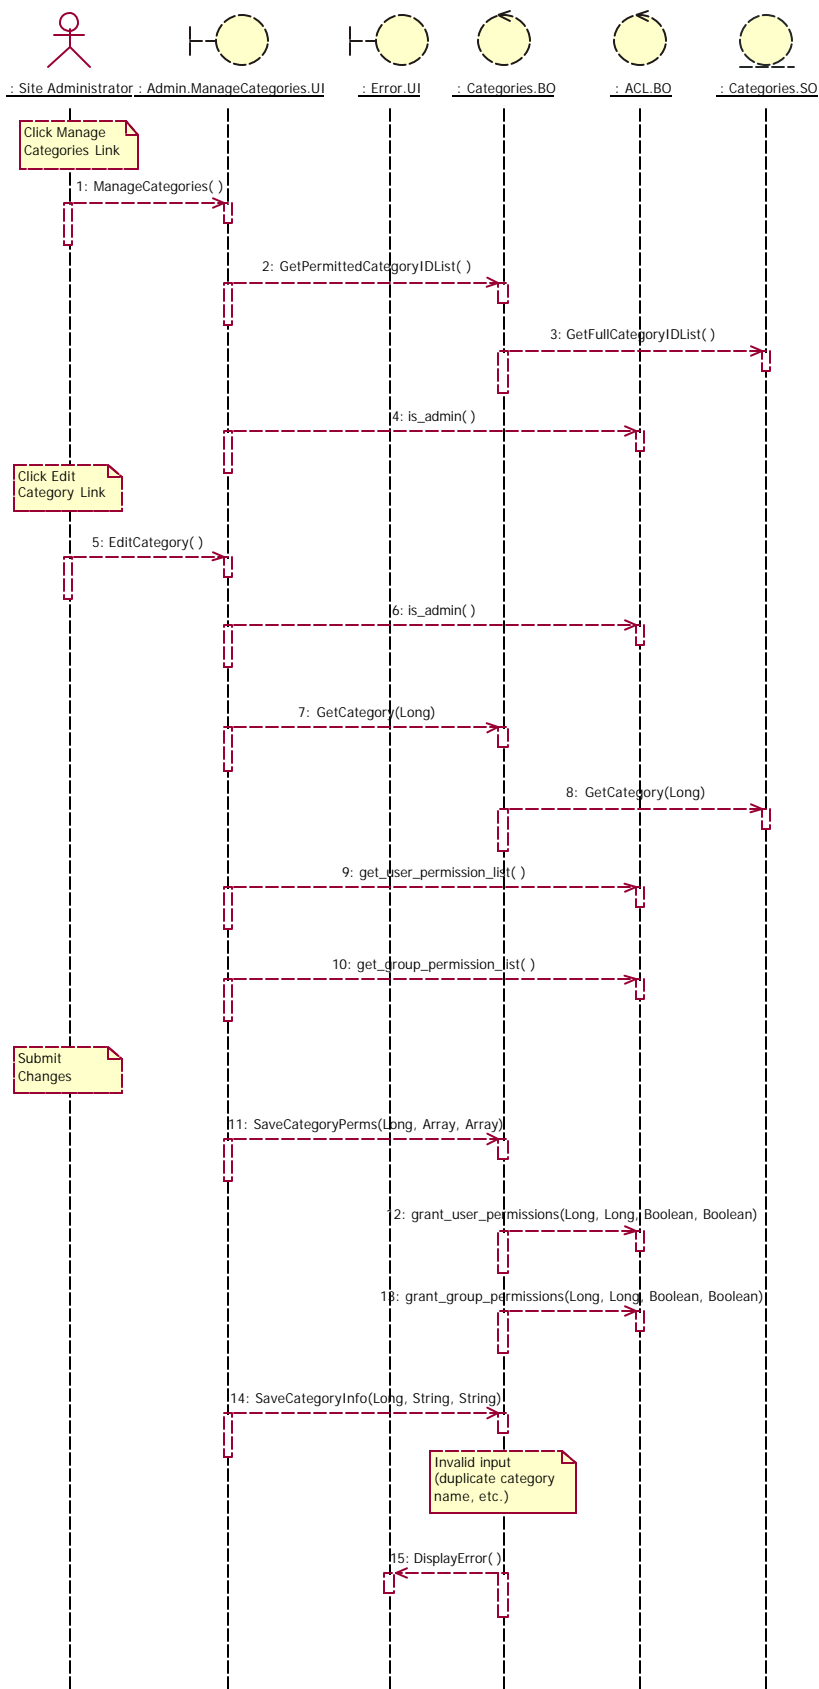 : Site Administrator
: Admin.ManageCategories.UI
: Error.UI
: Categories.BO
: ACL.BO
: Categories.SO
Click Manage
Categories Link
1: ManageCategories( )
2: GetPermittedCategoryIDList( )
3: GetFullCategoryIDList( )
4: is_admin( )
Click Edit
Category Link
5: EditCategory( )
6: is_admin( )
7: GetCategory(Long)
8: GetCategory(Long)
9: get_user_permission_list( )
10: get_group_permission_list( )
Submit
Changes
11: SaveCategoryPerms(Long, Array, Array)
12: grant_user_permissions(Long, Long, Boolean, Boolean)
13: grant_group_permissions(Long, Long, Boolean, Boolean)
14: SaveCategoryInfo(Long, String, String)
Invalid input
(duplicate category
name, etc.)
15: DisplayError( )